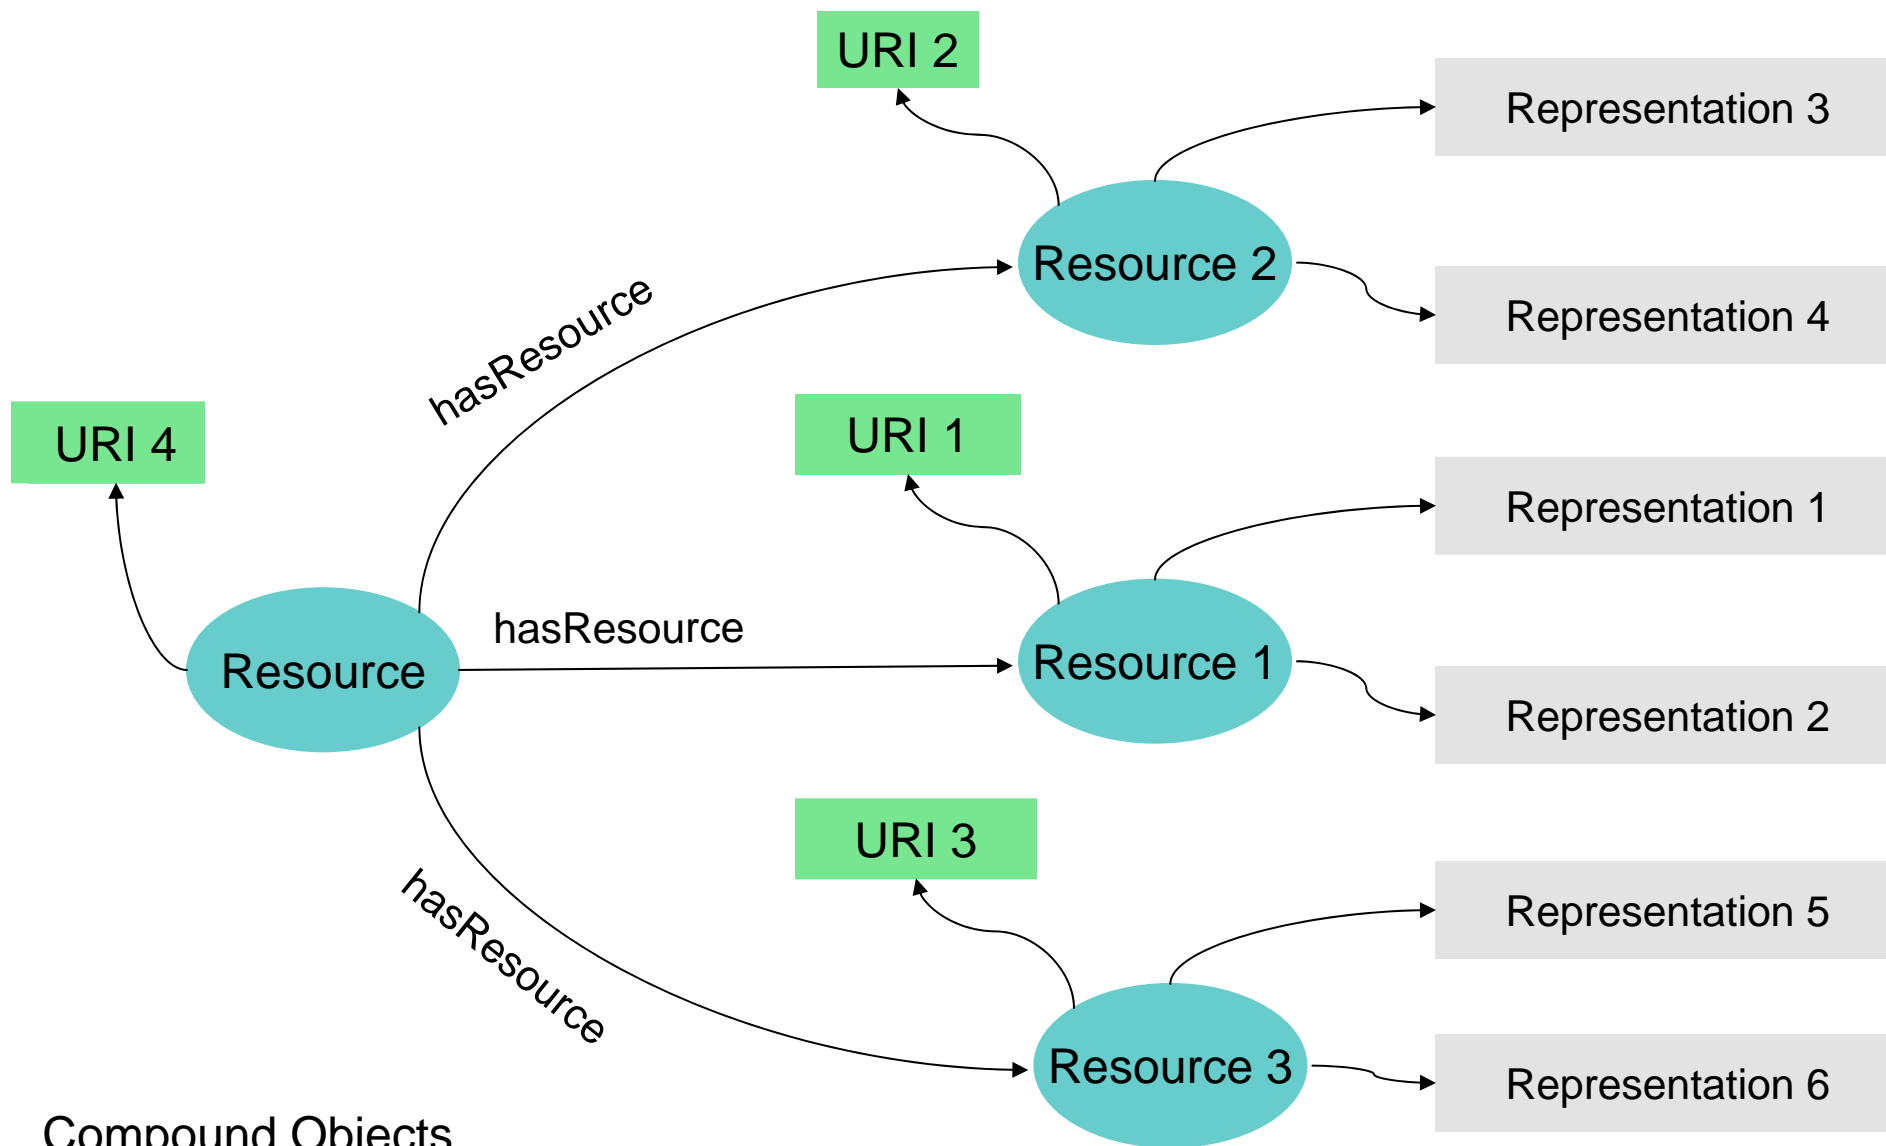 URI 2
Representation 3
Resource 2
hasResource
Representation 4
URI 4
URI 1
Representation 1
hasResource
Resource
Resource 1
Representation 2
URI 3
hasResource
Representation 5
Resource 3
Representation 6
Compound Objects